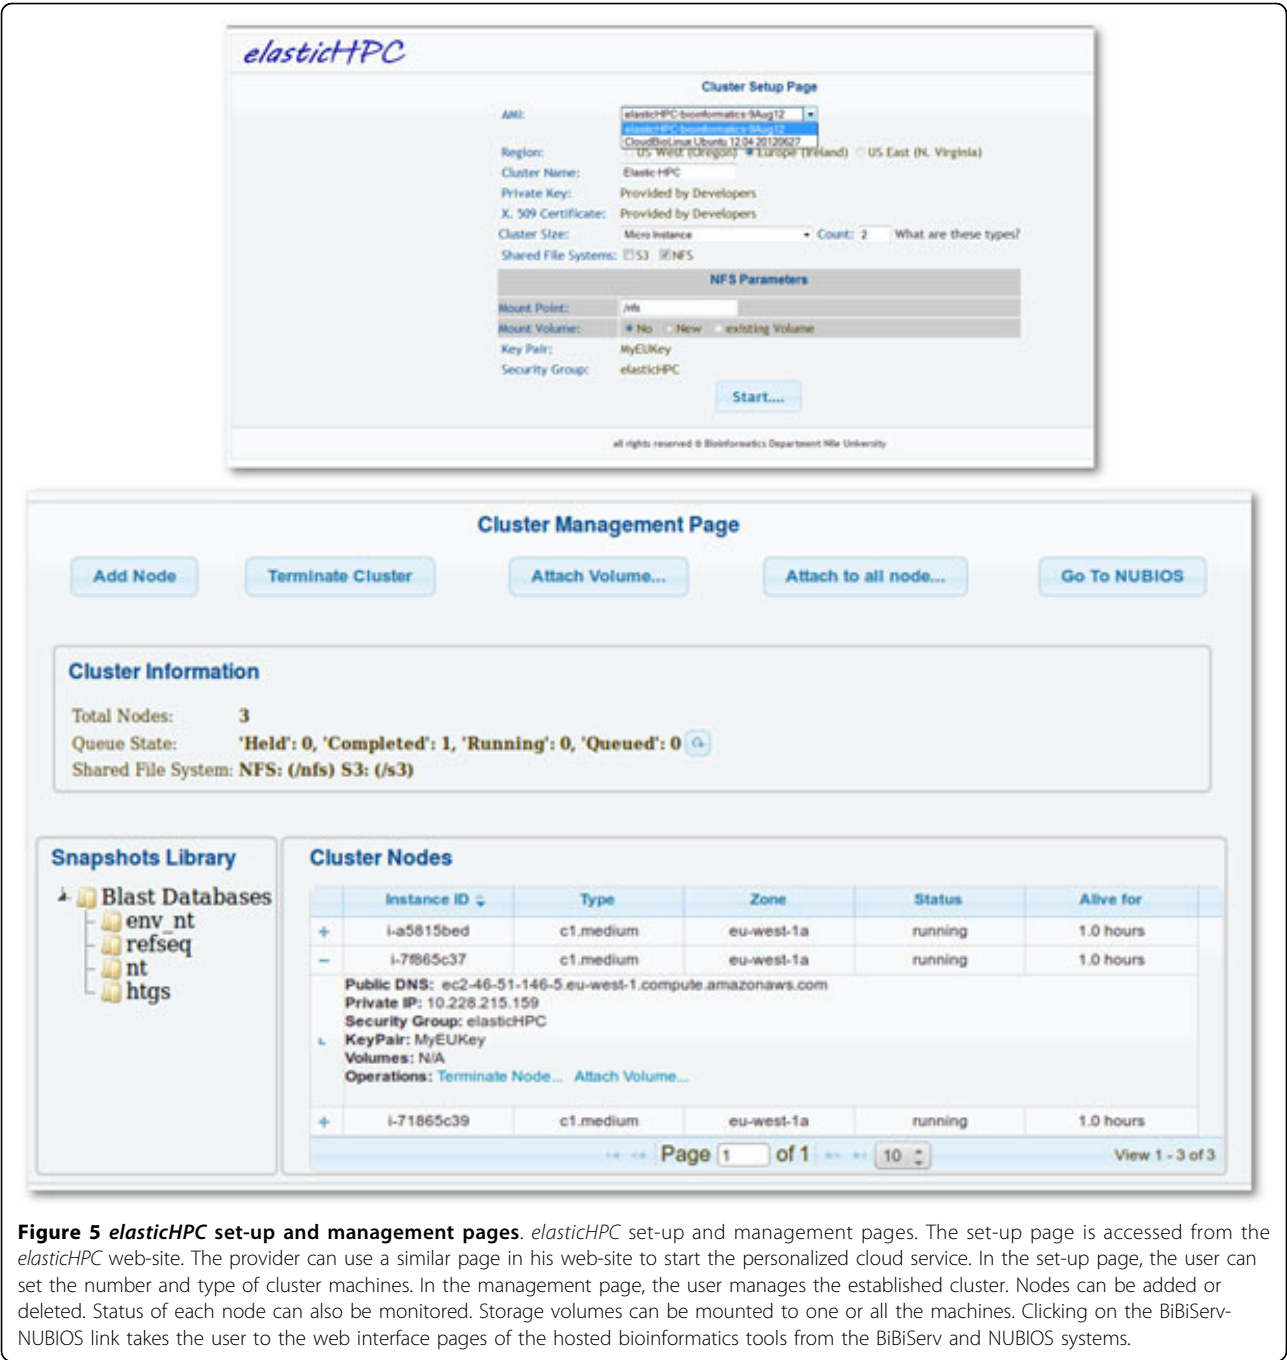 elasticHPC
Cluster Setup Page
AMI: elasticHPC-bioinformatics-9Aug12
elasticHPC-bioinformatics-9Aug12
CloudBioLinux Ubuntu 12.04 20120627
Region: US West (Oregon) Europe (Ireland) US East (N. Virginia)
Cluster Name: Elastic-HPC
Private Key: Provided by Developers
X. 509 Certificate: Provided by Developers
Cluster Size: Micro Instance Count: 2 What are these types?
Shared File Systems: S3 NFS
NFS Parameters
Mount Point: /nfs
Mount Volume: No New existing Volume
Key Pair: MyEUKey
Security Group: elasticHPC
Start....
all rights reserved © Bioinformatics Department Nile University
Cluster Management Page
Add Node Terminate Cluster Attach Volume... Attach to all node... Go To NUBIOS
Cluster Information
Total Nodes: 3
Queue State: 'Held': 0, 'Completed': 1, 'Running': 0, 'Queued': 0
Shared File System: NFS: (/nfs) S3: (/s3)
Snapshots Library
Blast Databases
env_nt
refseq
nt
htgs
Cluster Nodes
Instance ID Type Zone Status Alive for
+ i-a5815bed c1.medium eu-west-1a running 1.0 hours
− i-7f865c37 c1.medium eu-west-1a running 1.0 hours
Public DNS: ec2-46-51-146-5.eu-west-1.compute.amazonaws.com
Private IP: 10.228.215.159
Security Group: elasticHPC
KeyPair: MyEUKey
Volumes: N/A
Operations: Terminate Node... Attach Volume...
+ i-71865c39 c1.medium eu-west-1a running 1.0 hours
Page 1 of 1 10 View 1 - 3 of 3
Figure 5 elasticHPC set-up and management pages. elasticHPC set-up and management pages. The set-up page is accessed from the
elasticHPC web-site. The provider can use a similar page in his web-site to start the personalized cloud service. In the set-up page, the user can
set the number and type of cluster machines. In the management page, the user manages the established cluster. Nodes can be added or
deleted. Status of each node can also be monitored. Storage volumes can be mounted to one or all the machines. Clicking on the BiBiServ-
NUBIOS link takes the user to the web interface pages of the hosted bioinformatics tools from the BiBiServ and NUBIOS systems.